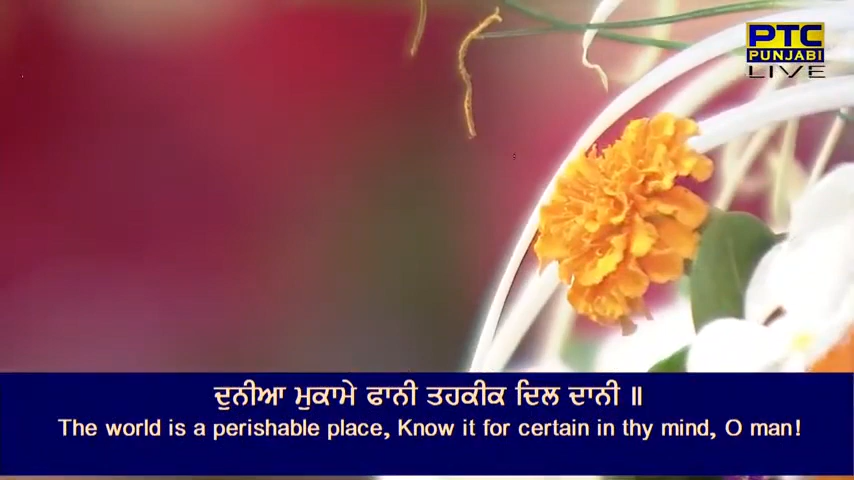 PTC
PUNJABI
LIVE
ਦੁਨੀਆ ਮੁਕਾਮੇ ਫਾਨੀ ਤਹਕੀਕ ਦਿਲ ਦਾਨੀ ॥
The world is a perishable place, Know it for certain in thy mind, O man!